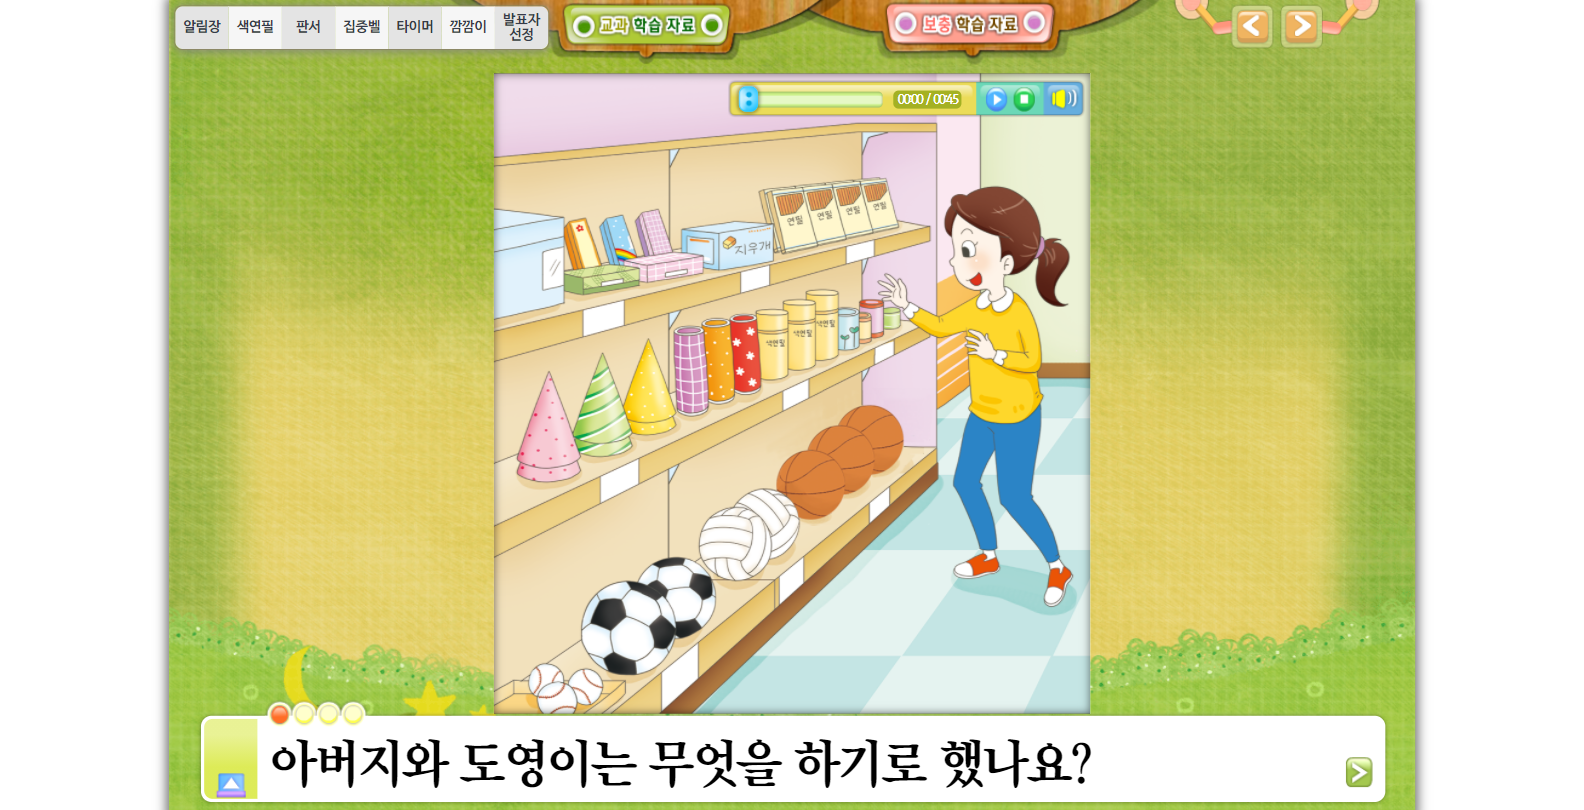 알림장 색연필 판서 집중벨 타이머 깜깜이 발표자 선정
교과 학습 자료
보충 학습 자료
00:00 / 00:45
연필 연필 연필 연필
지우개
색연필 색연필 색연필
아버지와 도영이는 무엇을 하기로 했나요?